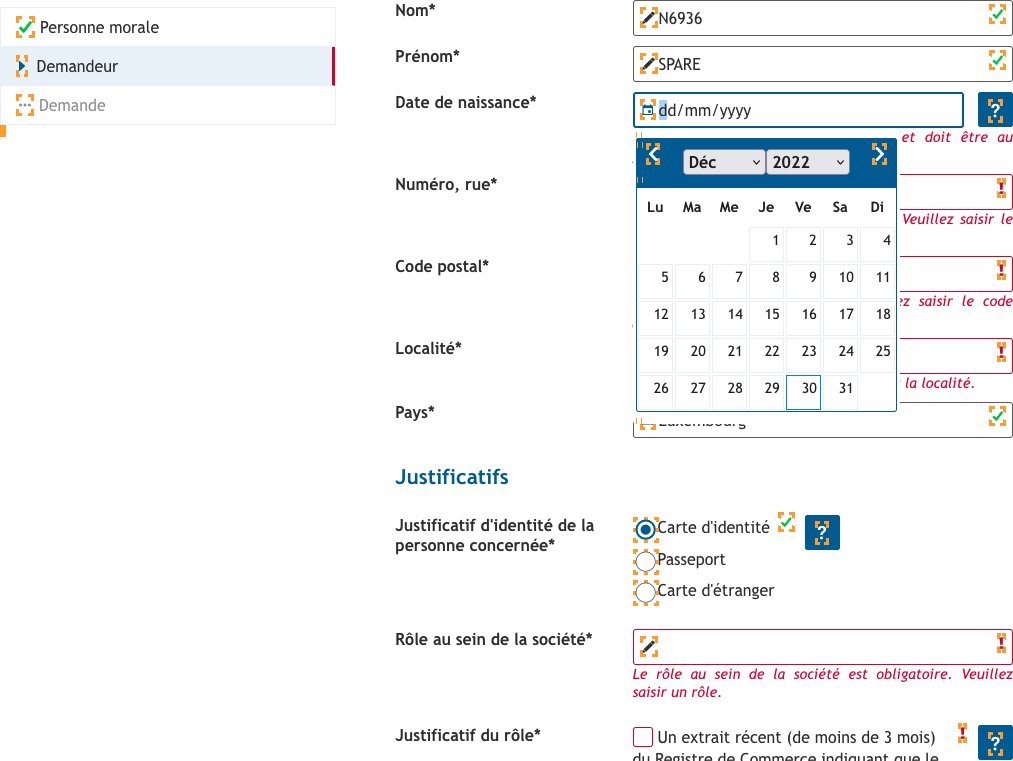 Personne morale
Demandeur
Demande
Nom*
N6936
Prénom*
SPARE
Date de naissance*
dd/mm/yyyy
?
et doit être au
Déc
2022
Lu Ma Me Je Ve Sa Di
1 2 3 4
5 6 7 8 9 10 11
12 13 14 15 16 17 18
19 20 21 22 23 24 25
26 27 28 29 30 31
Numéro, rue*
Veuillez saisir le
Code postal*
ez saisir le code
Localité*
la localité.
Pays*
Luxembourg
Justificatifs
Justificatif d'identité de la
personne concernée*
Carte d'identité
?
Passeport
Carte d'étranger
Rôle au sein de la société*
Le rôle au sein de la société est obligatoire. Veuillez
saisir un rôle.
Justificatif du rôle*
Un extrait récent (de moins de 3 mois)
?
du Registre de Commerce indiquant que le